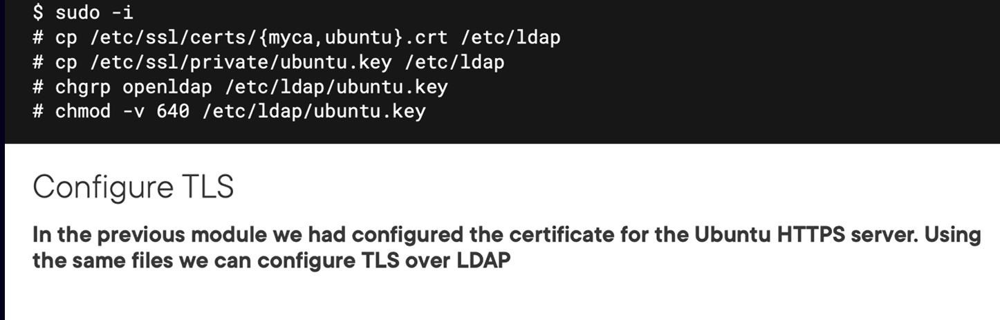 $ sudo -i
# cp /etc/ssl/certs/{myca,ubuntu}.crt /etc/ldap
# cp /etc/ssl/private/ubuntu.key /etc/ldap
# chgrp openldap /etc/ldap/ubuntu.key
# chmod -v 640 /etc/ldap/ubuntu.key
Configure TLS
In the previous module we had configured the certificate for the Ubuntu HTTPS server. Using
the same files we can configure TLS over LDAP